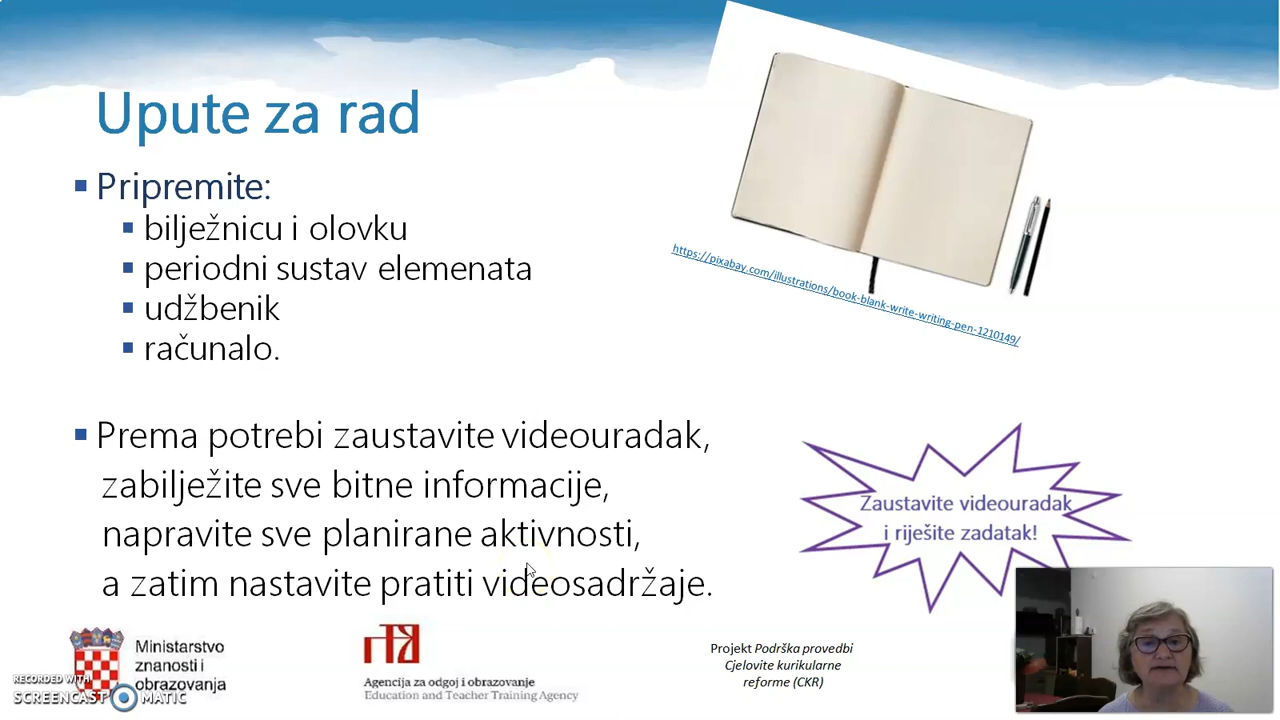 Upute za rad
Pripremite:
bilježnicu i olovku
periodni sustav elemenata
udžbenik
računalo.
https://pixabay.com/illustrations/book-blank-write-writing-pen-1210149/
Prema potrebi zaustavite videouradak,
zabilježite sve bitne informacije,
napravite sve planirane aktivnosti,
a zatim nastavite pratiti videosadržaje.
Zaustavite videouradak
i riješite zadatak!
Ministarstvo
znanosti i
obrazovanja
Agencija za odgoj i obrazovanje
Education and Teacher Training Agency
Projekt Podrška provedbi
Cjelovite kurikularne
reforme (CKR)
RECORDED WITH
SCREENCAST MATIC